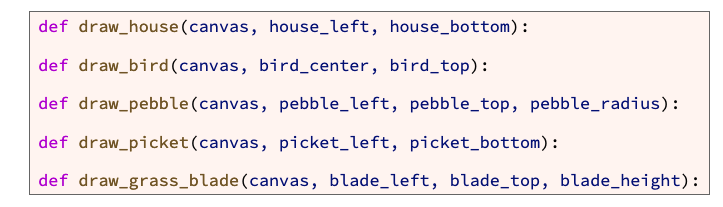 def draw_house(canvas, house_left, house_bottom):
def draw_bird(canvas, bird_center, bird_top):
def draw_pebble(canvas, pebble_left, pebble_top, pebble_radius):
def draw_picket(canvas, picket_left, picket_bottom):
def draw_grass_blade(canvas, blade_left, blade_top, blade_height):